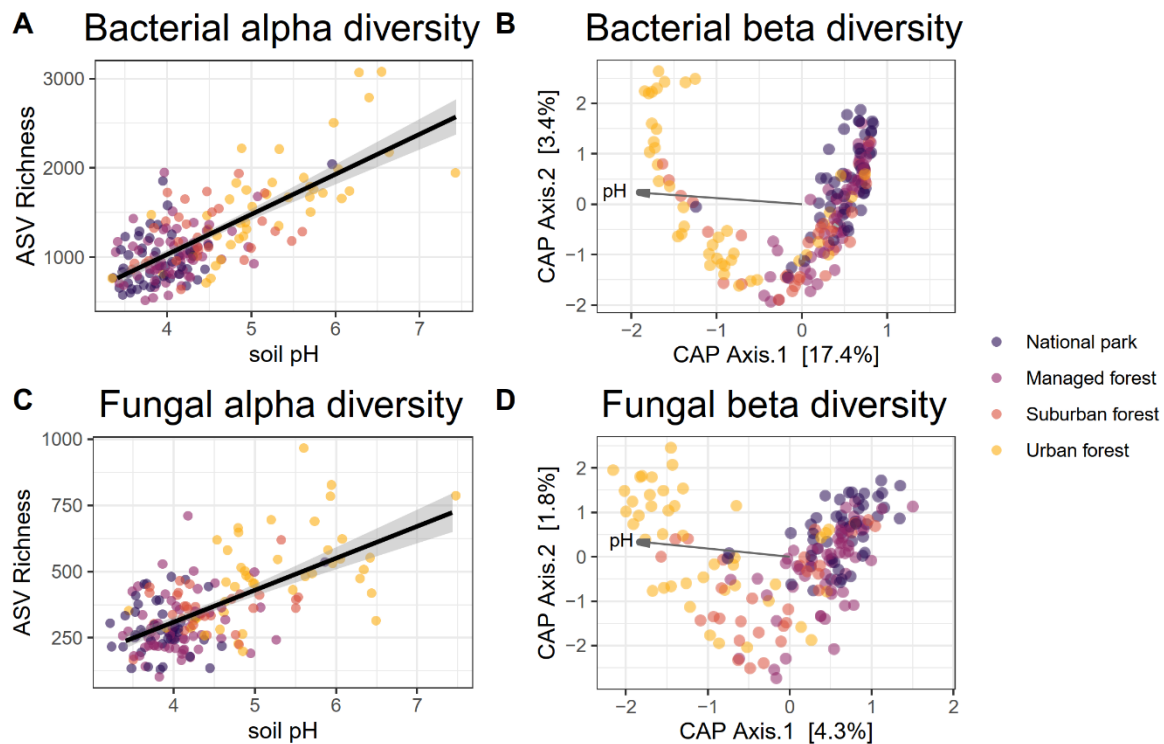 A Bacterial alpha diversity
ASV Richness
3000
2000
1000
4 5 6 7
soil pH
B Bacterial beta diversity
CAP Axis.2 [3.4%]
2
1
0
−1
−2
pH
−2 −1 0 1
CAP Axis.1 [17.4%]
C Fungal alpha diversity
ASV Richness
1000
750
500
250
4 5 6 7
soil pH
D Fungal beta diversity
CAP Axis.2 [1.8%]
2
1
0
−1
−2
pH
−2 −1 0 1 2
CAP Axis.1 [4.3%]
National park
Managed forest
Suburban forest
Urban forest